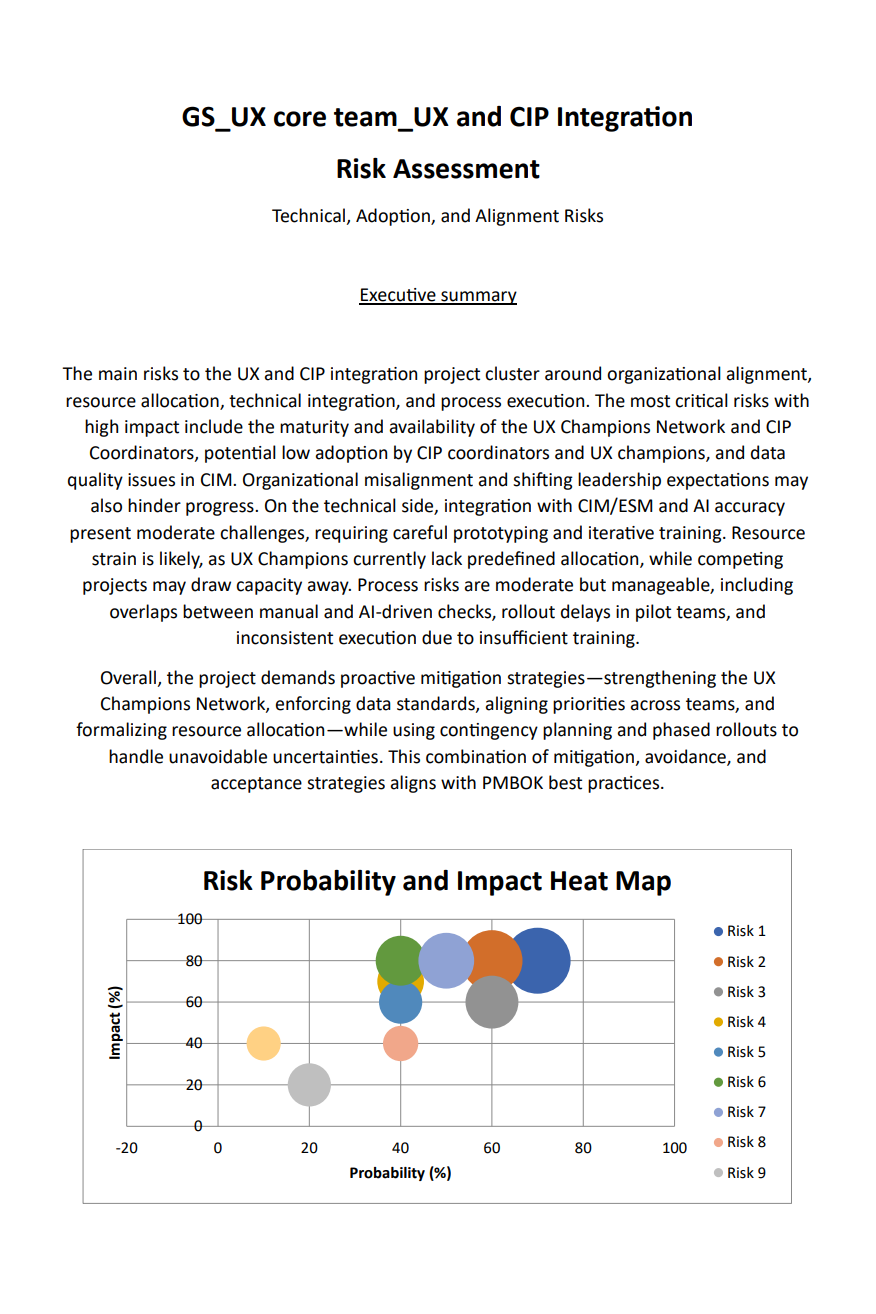 GS_UX core team_UX and CIP Integration
Risk Assessment
Technical, Adoption, and Alignment Risks
Executive summary
The main risks to the UX and CIP integration project cluster around organizational alignment,
resource allocation, technical integration, and process execution. The most critical risks with
high impact include the maturity and availability of the UX Champions Network and CIP
Coordinators, potential low adoption by CIP coordinators and UX champions, and data
quality issues in CIM. Organizational misalignment and shifting leadership expectations may
also hinder progress. On the technical side, integration with CIM/ESM and AI accuracy
present moderate challenges, requiring careful prototyping and iterative training. Resource
strain is likely, as UX Champions currently lack predefined allocation, while competing
projects may draw capacity away. Process risks are moderate but manageable, including
overlaps between manual and AI-driven checks, rollout delays in pilot teams, and
inconsistent execution due to insufficient training.
Overall, the project demands proactive mitigation strategies—strengthening the UX
Champions Network, enforcing data standards, aligning priorities across teams, and
formalizing resource allocation—while using contingency planning and phased rollouts to
handle unavoidable uncertainties. This combination of mitigation, avoidance, and
acceptance strategies aligns with PMBOK best practices.
Risk Probability and Impact Heat Map
Impact (%)
100
80
60
40
20
0
-20 0 20 40 60 80 100
Probability (%)
Risk 1
Risk 2
Risk 3
Risk 4
Risk 5
Risk 6
Risk 7
Risk 8
Risk 9